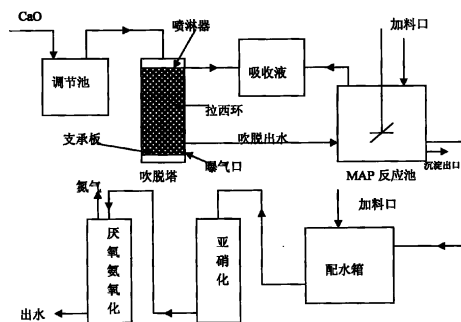 CaO
喷淋器
加料口
调节池
吸收液
拉西环
支承板
吹脱出水
沉淀出口
曝气口
吹脱塔
MAP 反应池
氮气
加料口
厌氧氨氧化
亚硝化
配水箱
出水